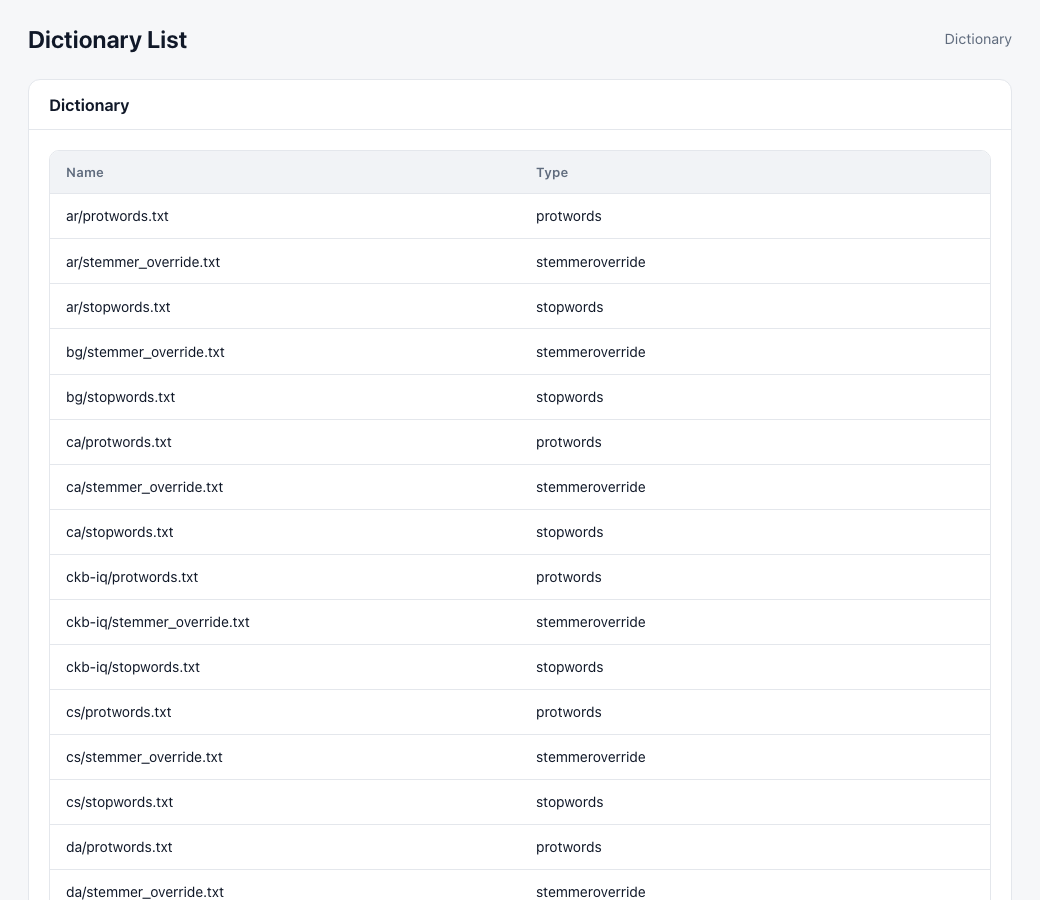 Dictionary List
Dictionary
Dictionary
Name Type
ar/protwords.txt protwords
ar/stemmer_override.txt stemmeroverride
ar/stopwords.txt stopwords
bg/stemmer_override.txt stemmeroverride
bg/stopwords.txt stopwords
ca/protwords.txt protwords
ca/stemmer_override.txt stemmeroverride
ca/stopwords.txt stopwords
ckb-iq/protwords.txt protwords
ckb-iq/stemmer_override.txt stemmeroverride
ckb-iq/stopwords.txt stopwords
cs/protwords.txt protwords
cs/stemmer_override.txt stemmeroverride
cs/stopwords.txt stopwords
da/protwords.txt protwords
da/stemmer_override.txt stemmeroverride